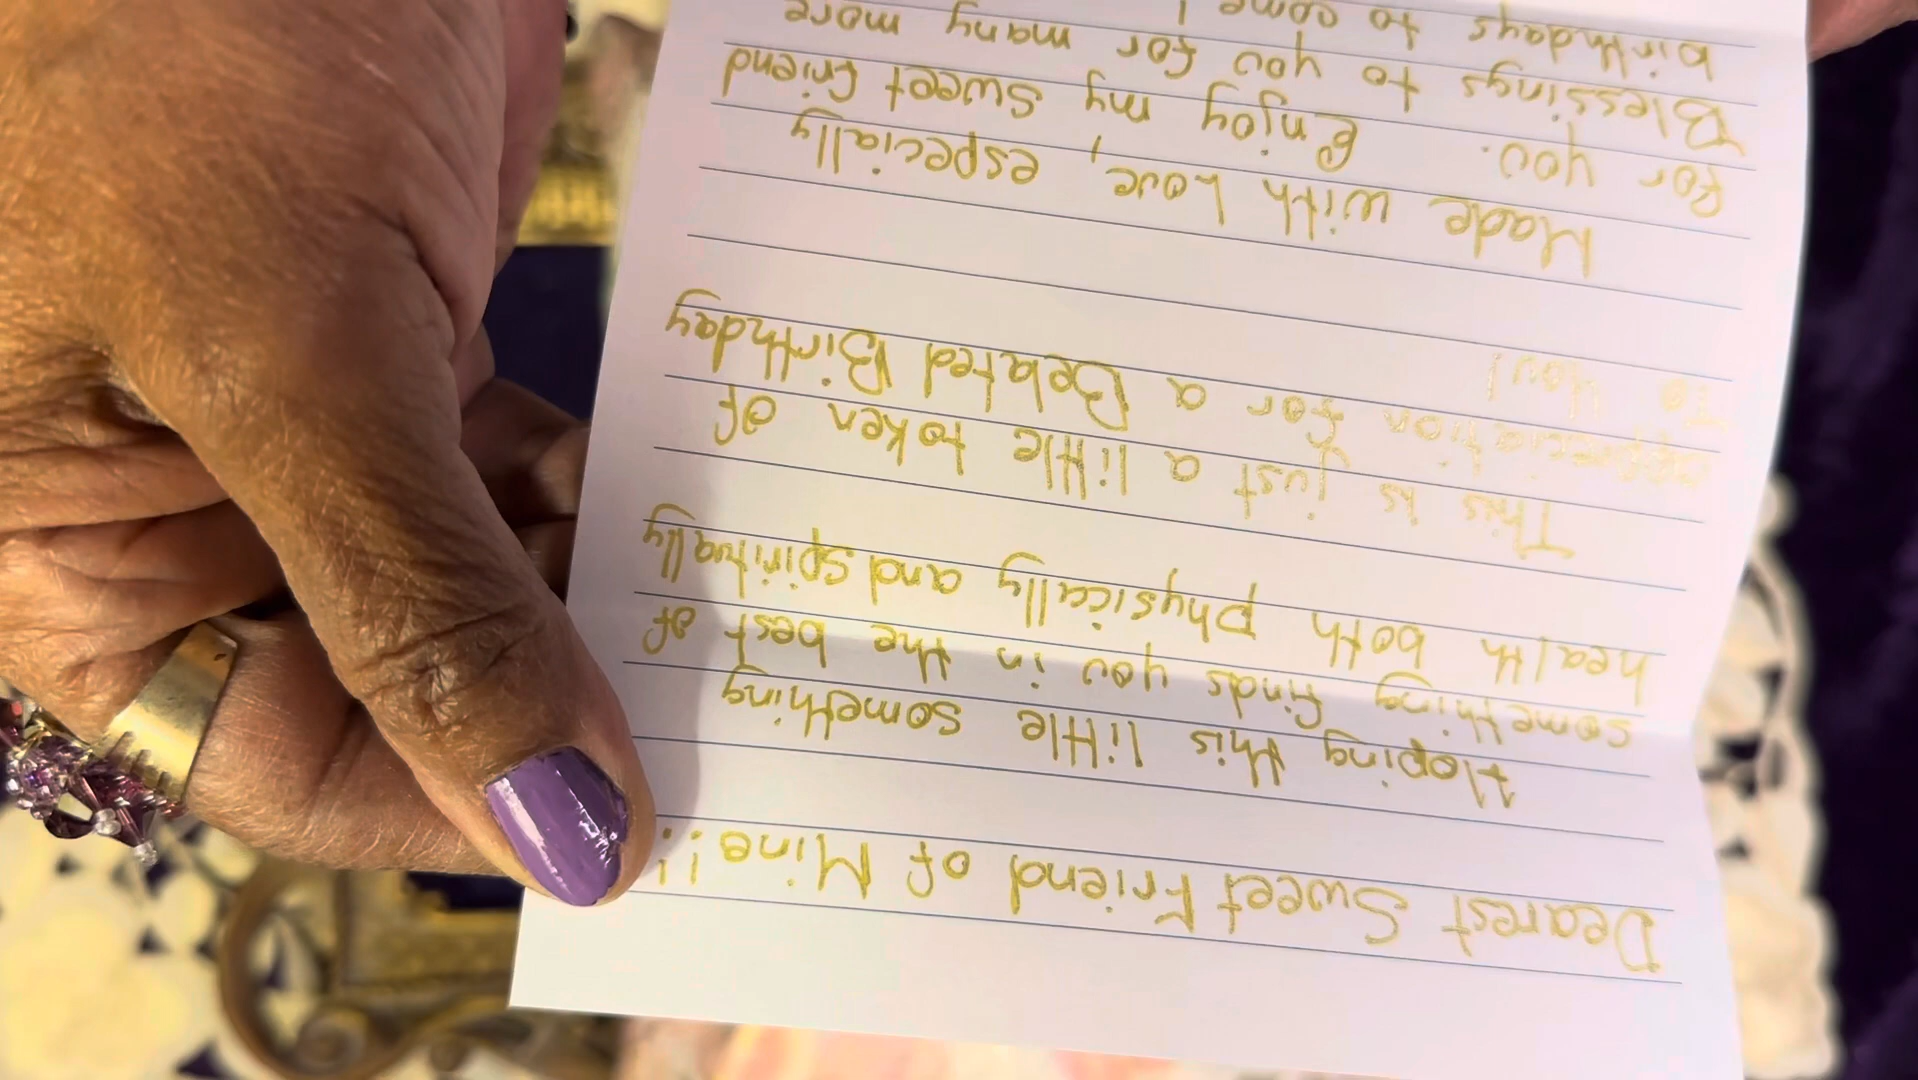 Dearest Sweet Friend of Mine!!
Hoping this little something
something finds you in the best of
health both physically and spiritually
This is just a little token of
appreciation for a Belated Birthday
To You!
Made with Love, especially
for you. Enjoy my sweet friend
Blessings to you for many more
birthdays to come!